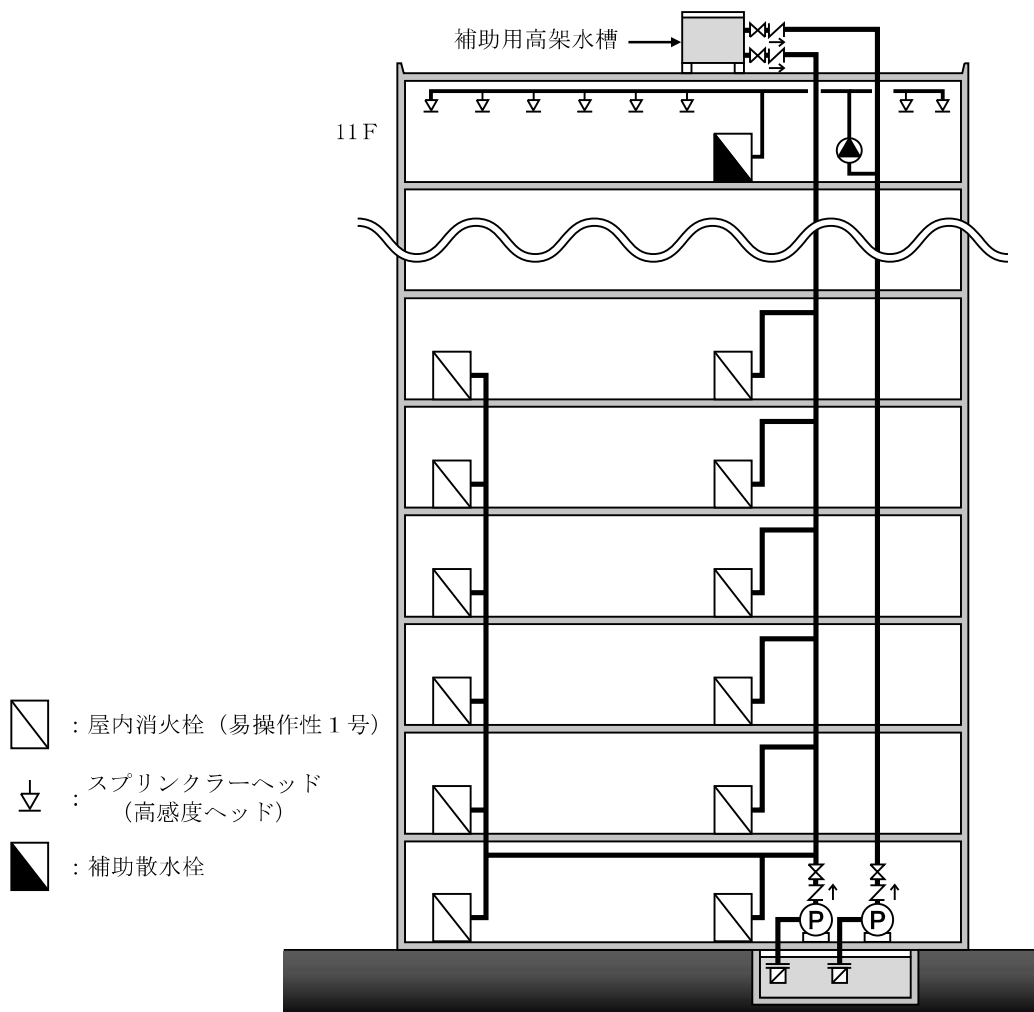 補助用高架水槽
11F
P
P
：屋内消火栓（易操作性１号）
：スプリンクラーヘッド
（高感度ヘッド）
：補助散水栓